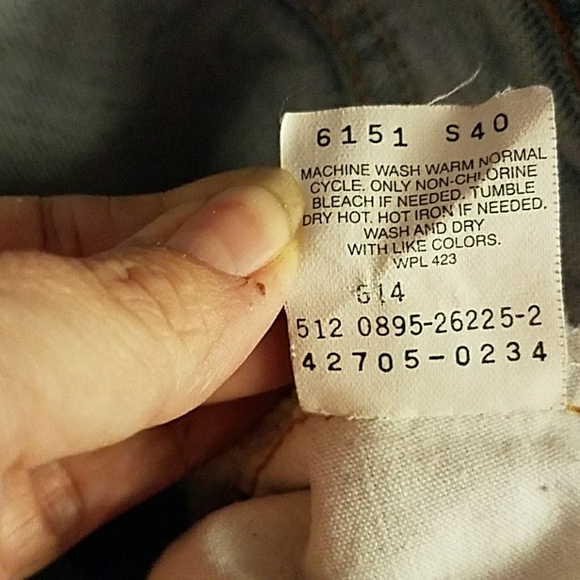 6151 S40
MACHINE WASH WARM NORMAL
CYCLE. ONLY NON-CHLORINE
BLEACH IF NEEDED. TUMBLE
DRY HOT. HOT IRON IF NEEDED.
WASH AND DRY
WITH LIKE COLORS.
WPL 423
G14
512 0895-26225-2
42705-0234